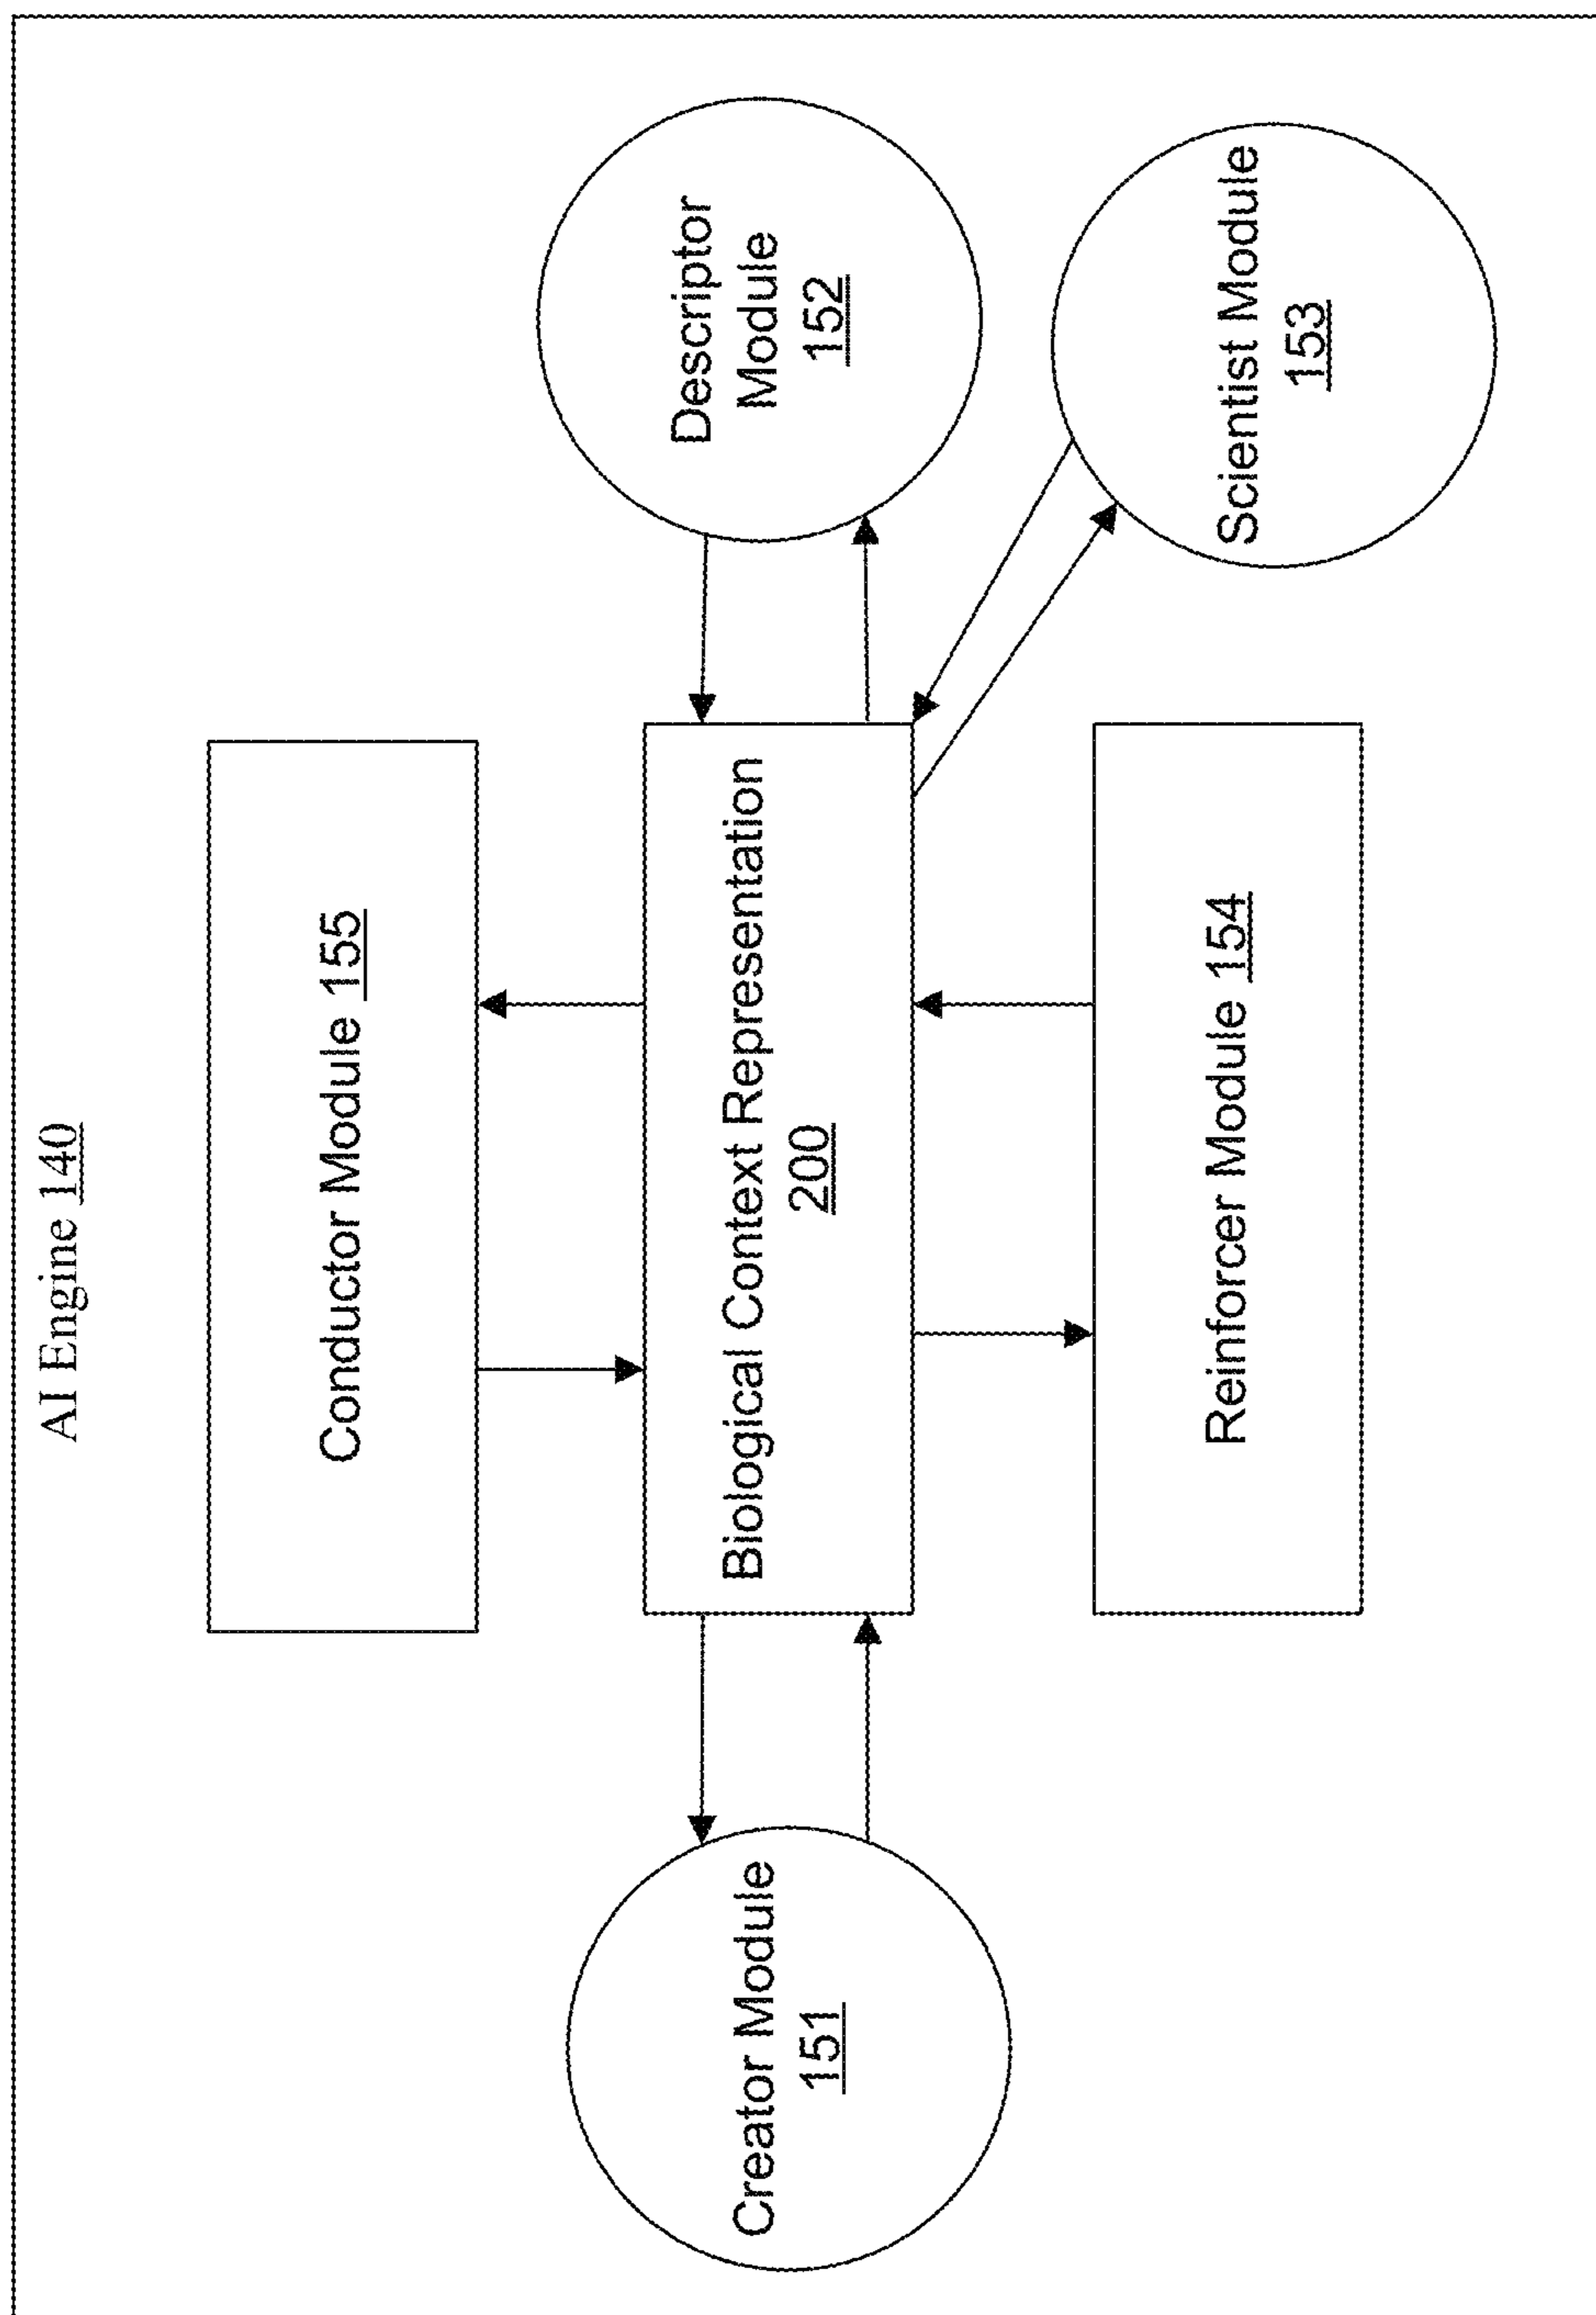 AI Engine 140
Conductor Module 155
Creator Module
151
Biological Context Representation
200
Descriptor
Module
152
Reinforcer Module 154
Scientist Module
153